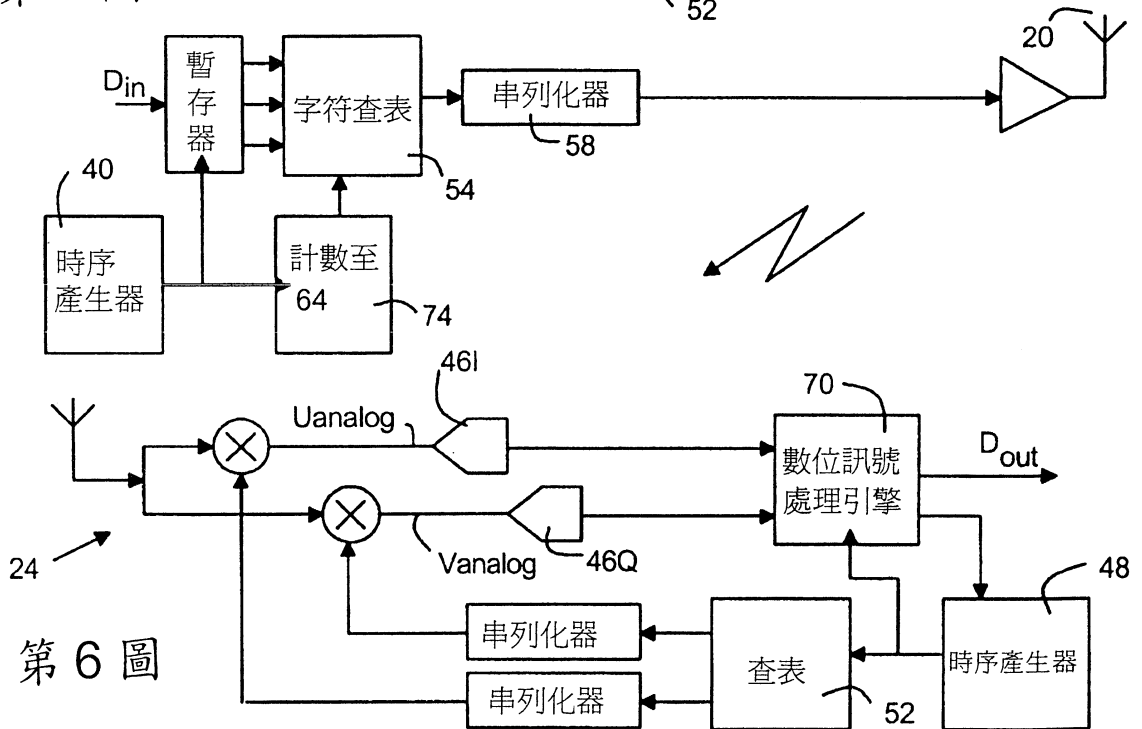 52
20
暫
存
器
Din
字符查表
54
串列化器
58
40
時序
產生器
計數至
64
74
46I
Uanalog
70
數位訊號
處理引擎
Dout
Vanalog
46Q
24
48
串列化器
串列化器
查表
52
時序產生器
第6圖